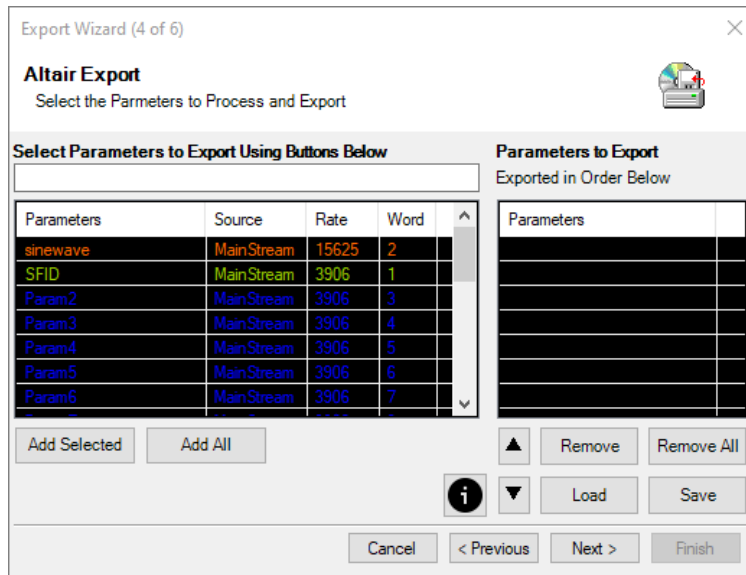 Export Wizard (4 of 6)
Altair Export
Select the Parmeters to Process and Export
Select Parameters to Export Using Buttons Below
Parameters to Export
Exported in Order Below
Parameters Source Rate Word
Parameters
sinewave MainStream 15625 2
SFID MainStream 3906 1
Param2 MainStream 3906 3
Param3 MainStream 3906 4
Param4 MainStream 3906 5
Param5 MainStream 3906 6
Param6 MainStream 3906 7
Add Selected Add All
Remove Remove All
Load Save
Cancel < Previous Next > Finish